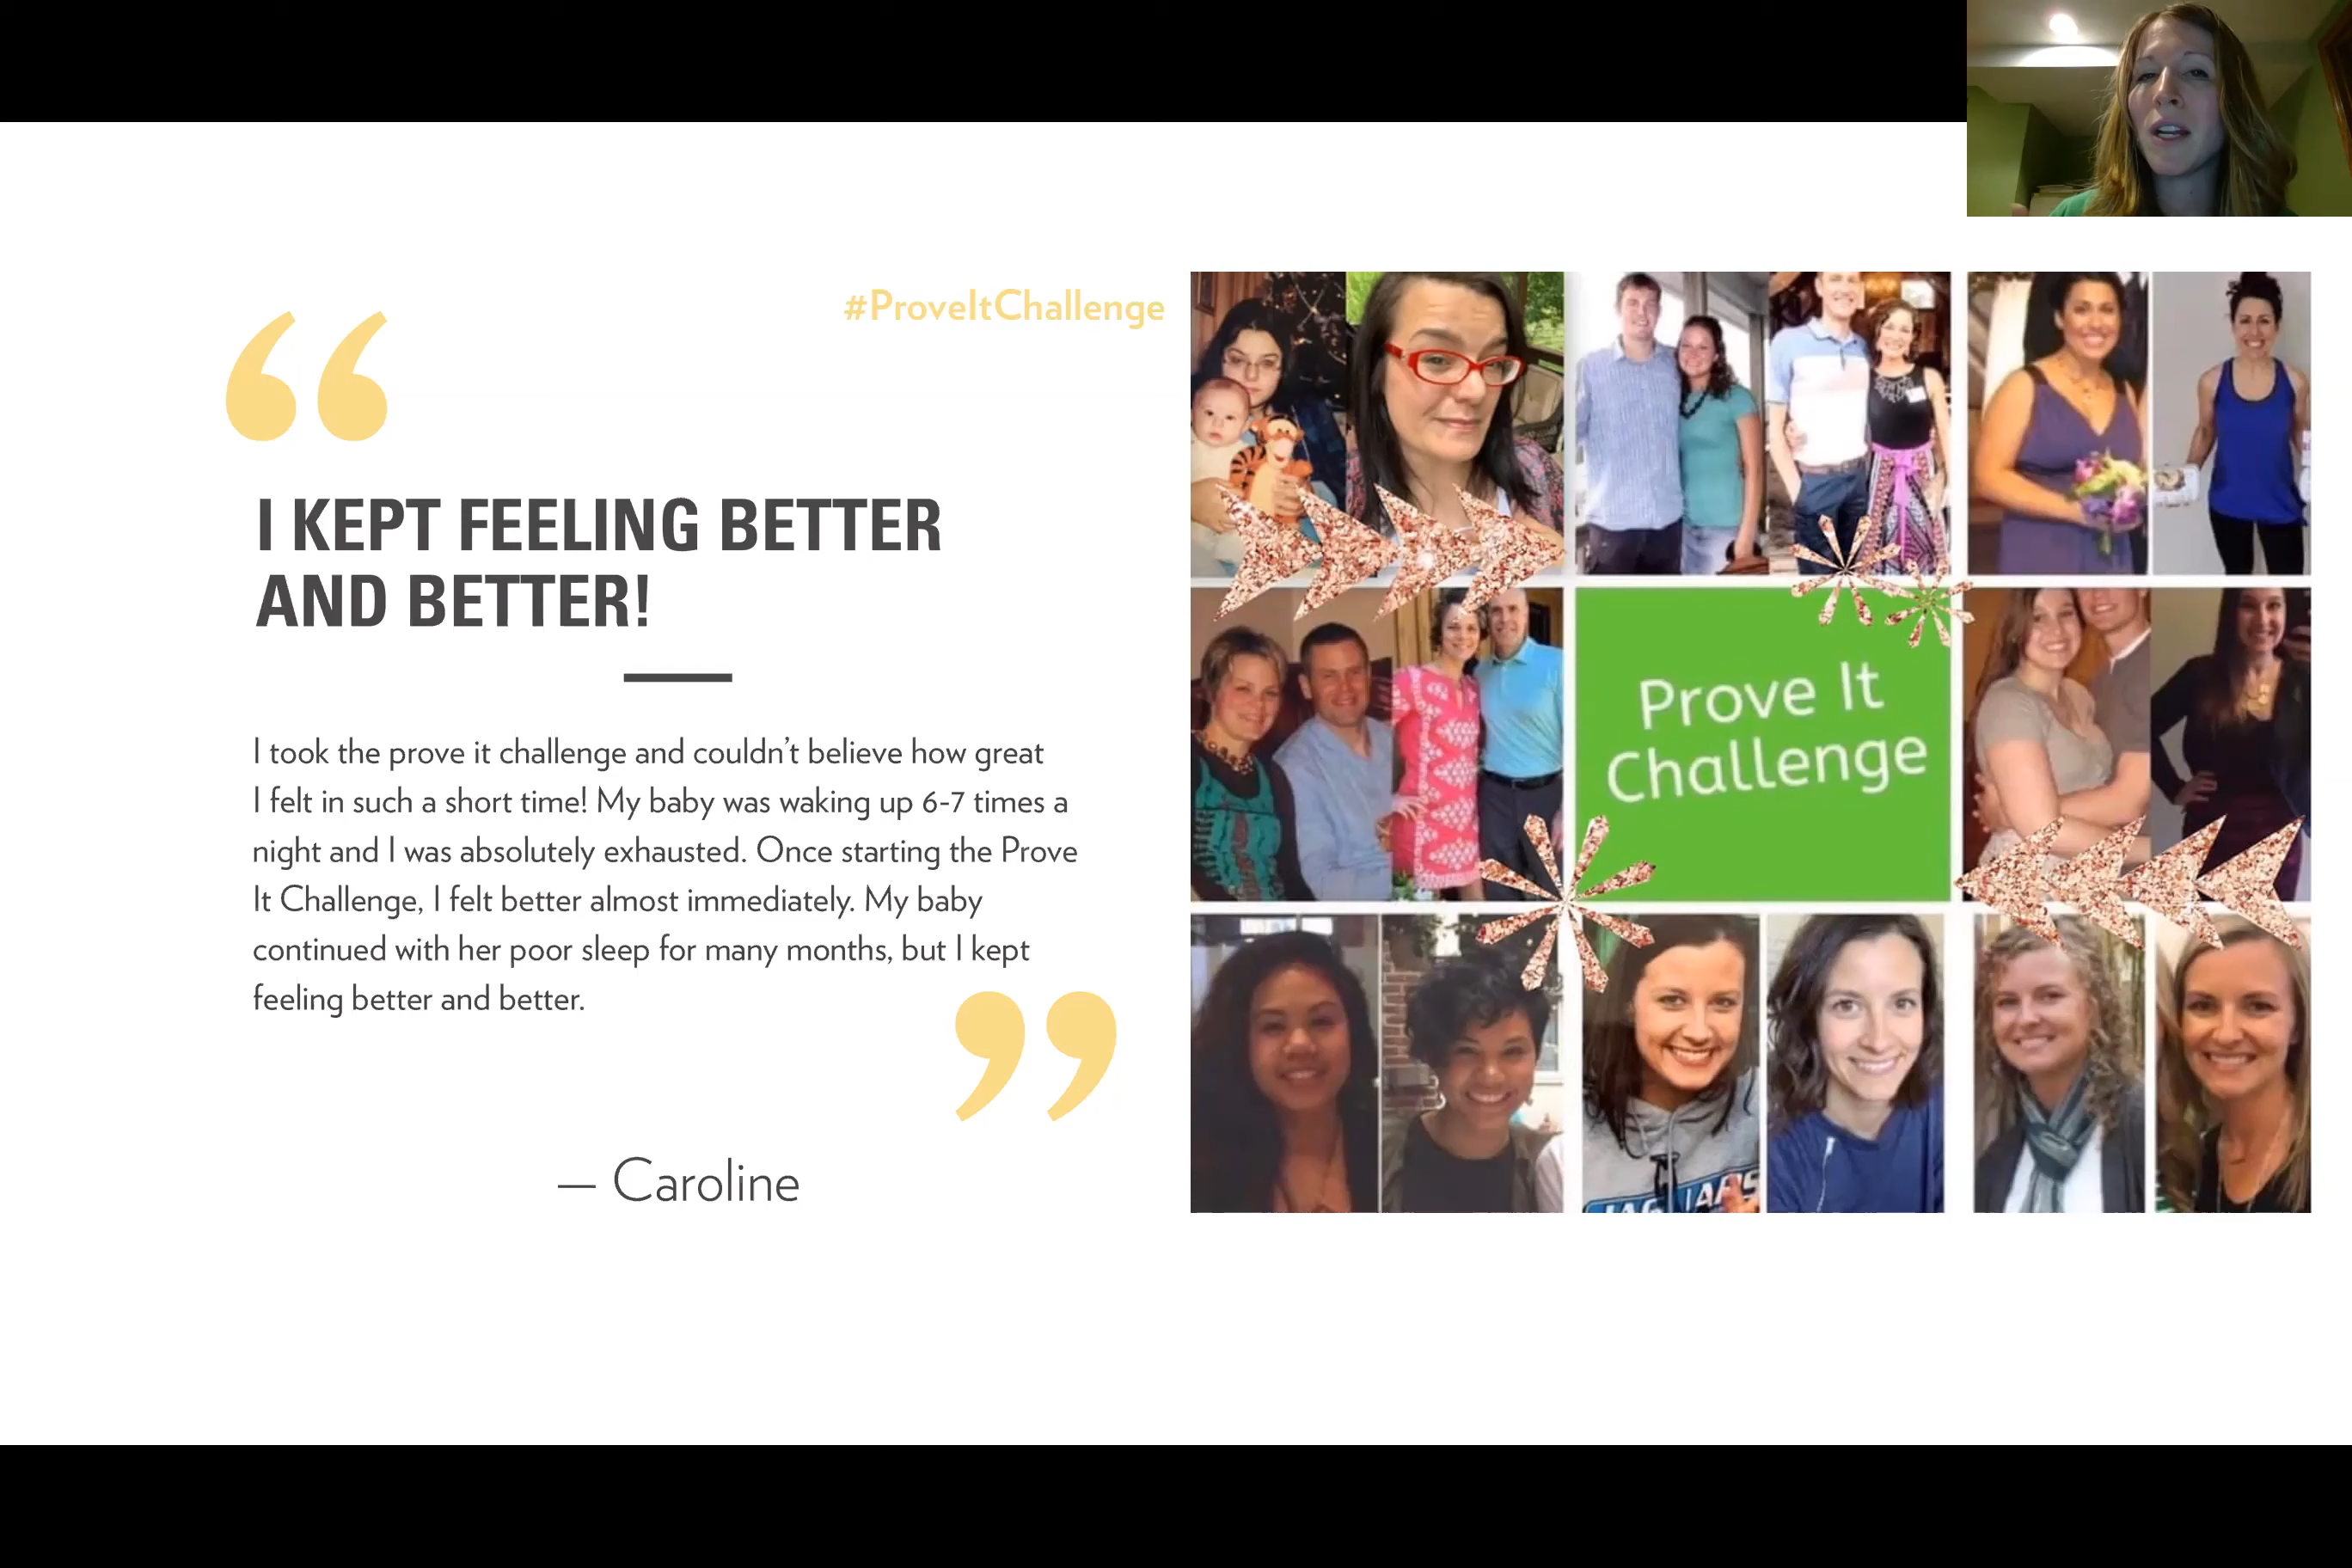 #ProveItChallenge
I KEPT FEELING BETTER
AND BETTER!
I took the prove it challenge and couldn’t believe how great
I felt in such a short time! My baby was waking up 6-7 times a
night and I was absolutely exhausted. Once starting the Prove
It Challenge, I felt better almost immediately. My baby
continued with her poor sleep for many months, but I kept
feeling better and better.
— Caroline
Prove It
Challenge